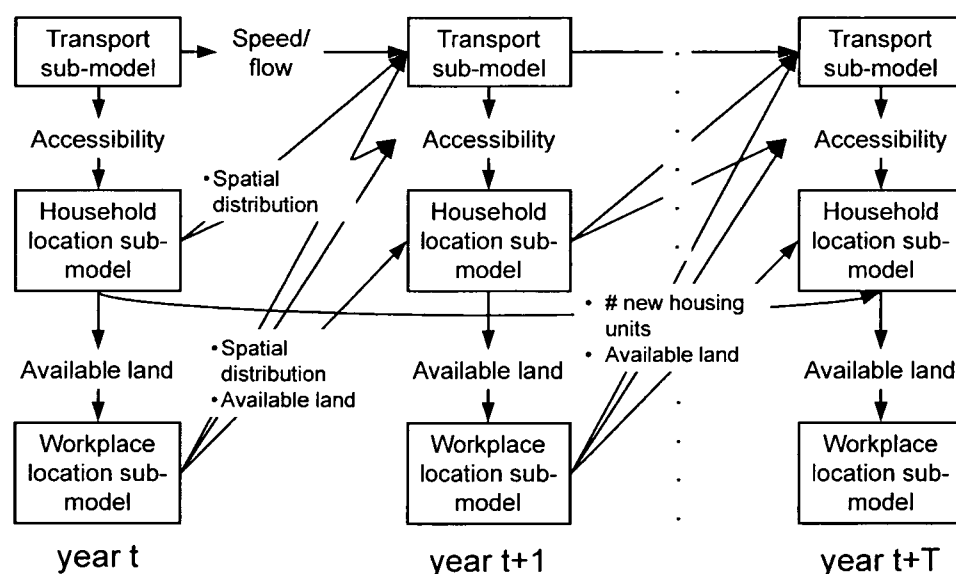 Transport
sub-model
Speed/
flow
Transport
sub-model
Transport
sub-model
Accessibility
Accessibility
Accessibility
• Spatial
distribution
Household
location sub-
model
Household
location sub-
model
Household
location sub-
model
• # new housing
units
• Available land
• Spatial
distribution
• Available land
Available land
Available land
Available land
Workplace
location sub-
model
Workplace
location sub-
model
Workplace
location sub-
model
year t
year t+1
year t+T